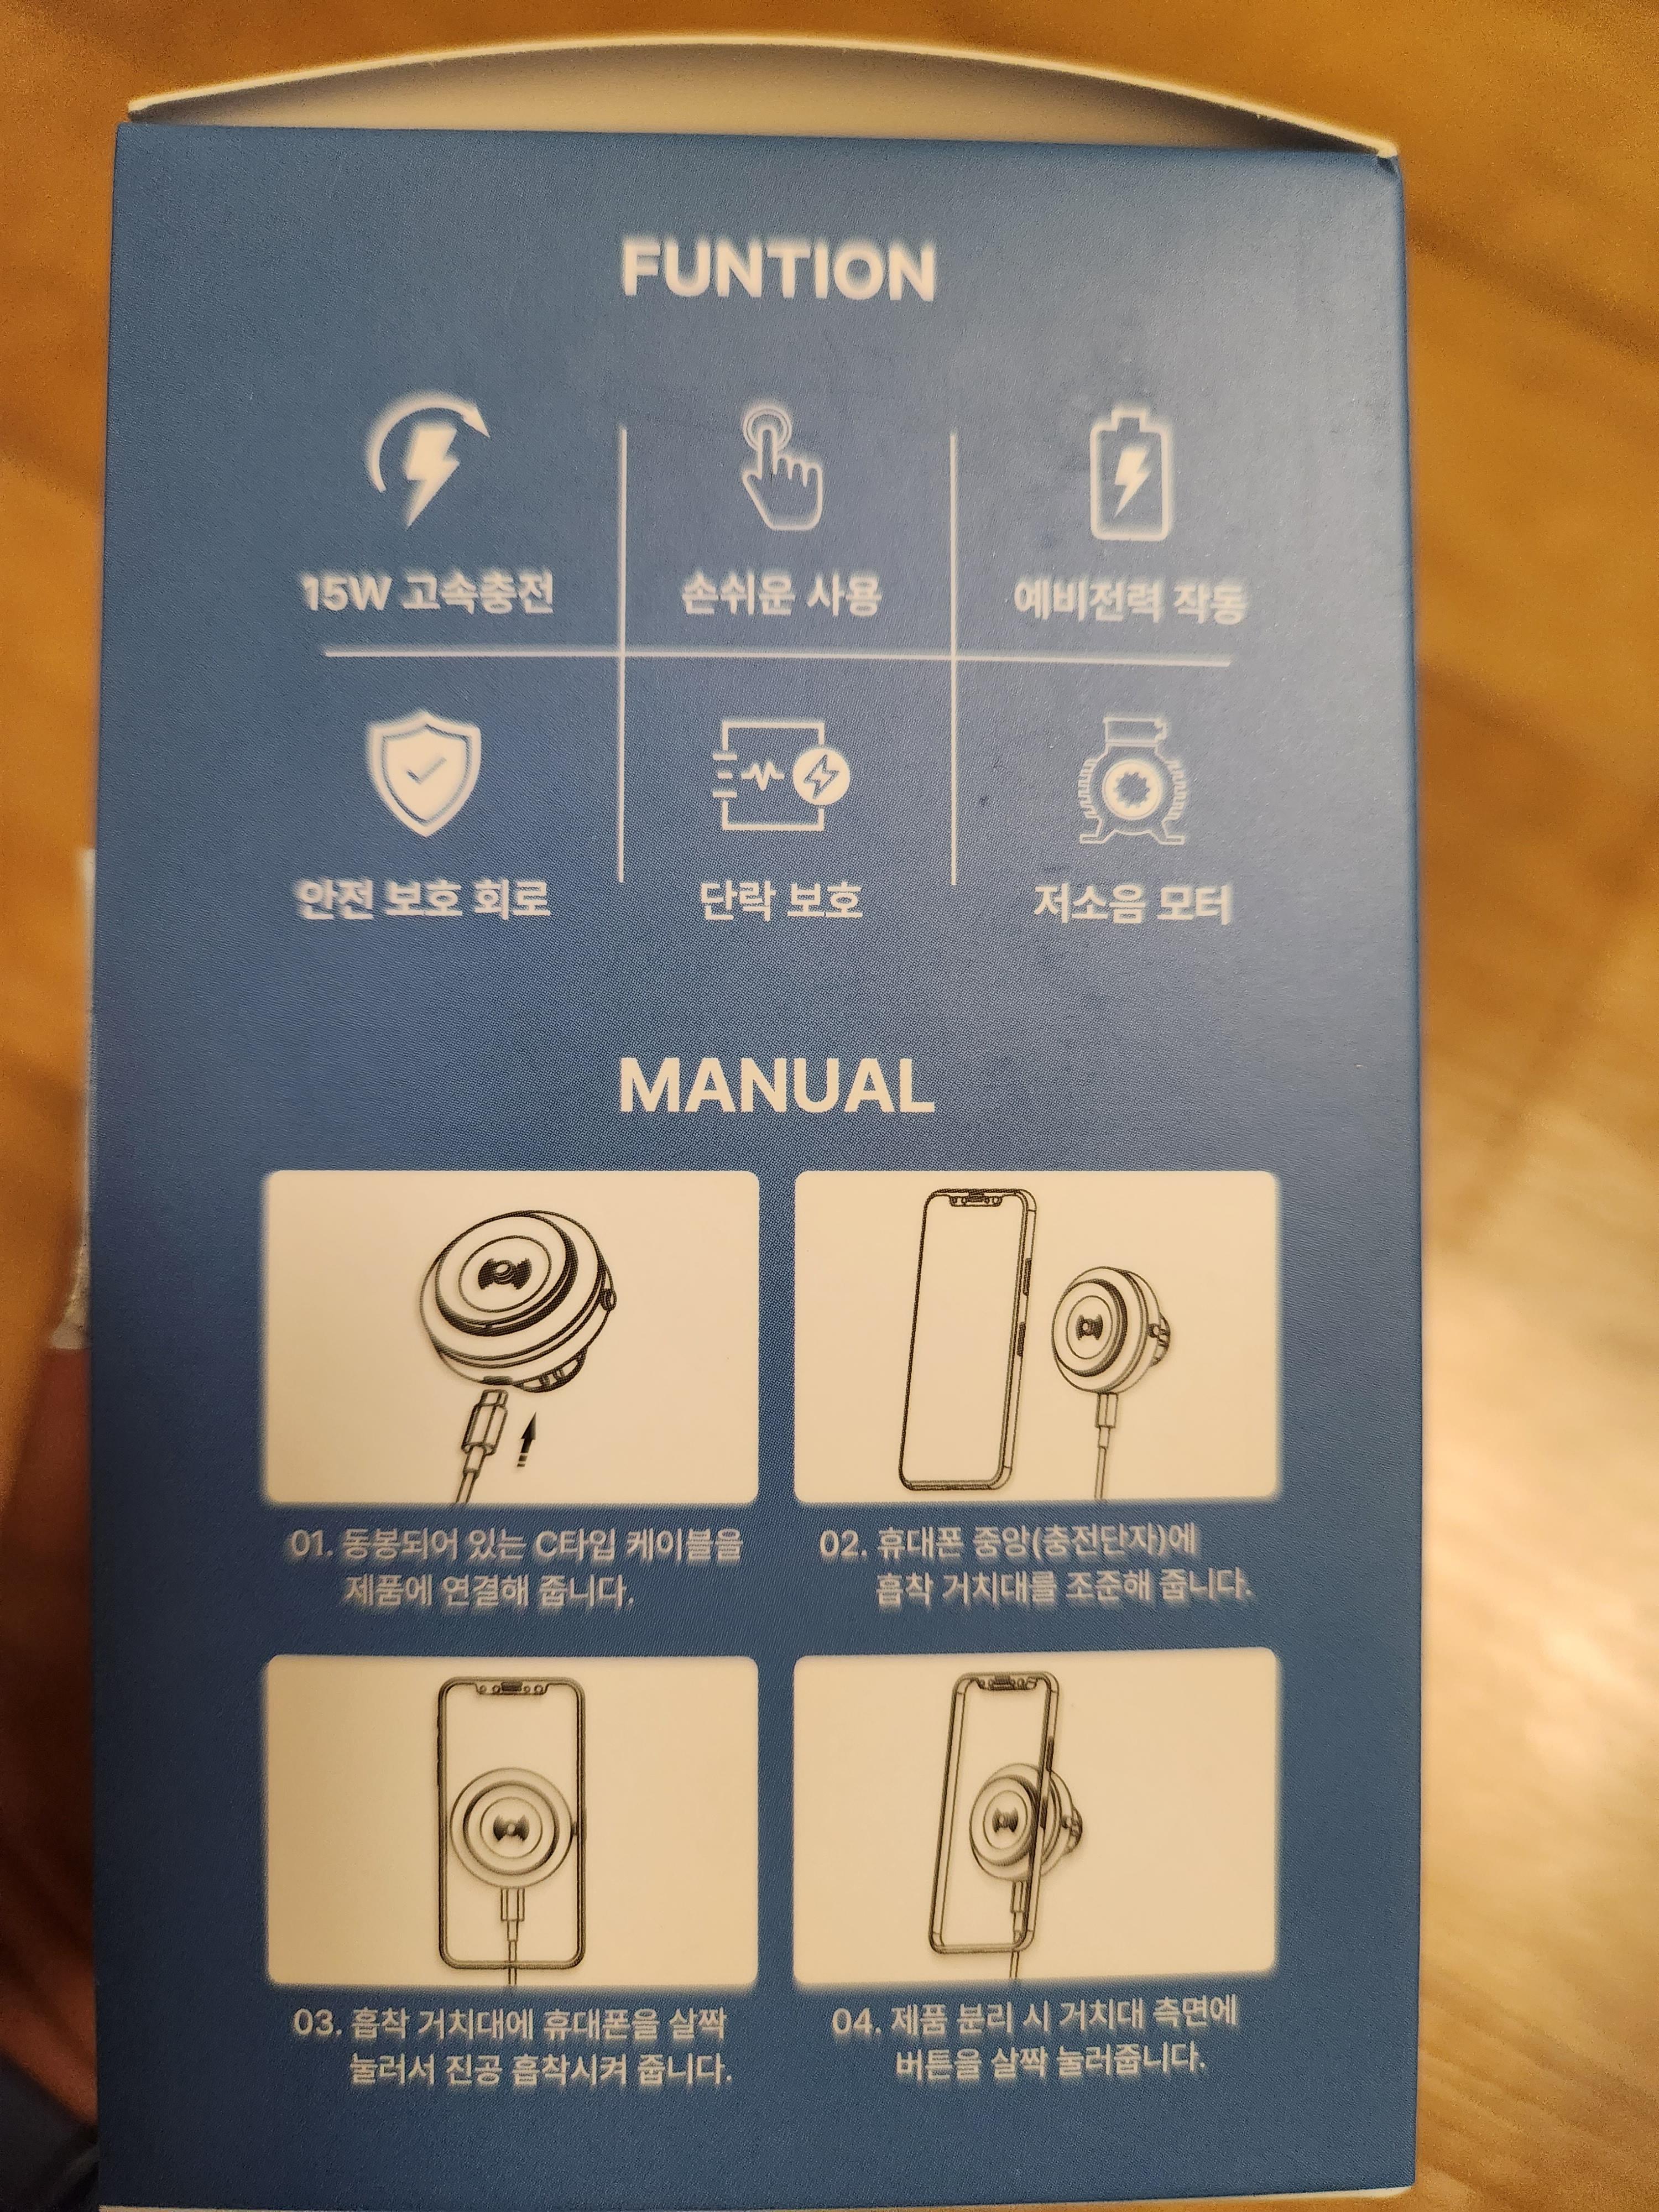 FUNTION
15W 고속충전
손쉬운 사용
예비전력 작동
안전 보호 회로
단락 보호
저소음 모터
MANUAL
01. 동봉되어 있는 C타입 케이블을
제품에 연결해 줍니다.
02. 휴대폰 중앙(충전단자)에
흡착 거치대를 조준해 줍니다.
03. 흡착 거치대에 휴대폰을 살짝
눌러서 진공 흡착시켜 줍니다.
04. 제품 분리 시 거치대 측면에
버튼을 살짝 눌러줍니다.